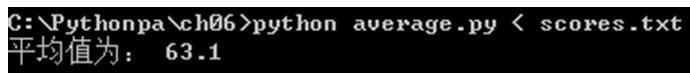 C:\Pythonpa\ch06>python average.py < scores.txt
平均值为： 63.1